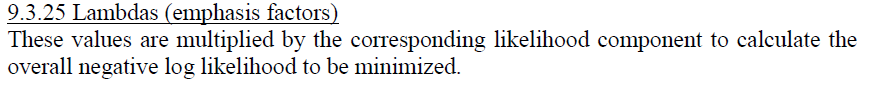 9.3.25 Lambdas (emphasis factors)
These values are multiplied by the corresponding likelihood component to calculate the
overall negative log likelihood to be minimized.